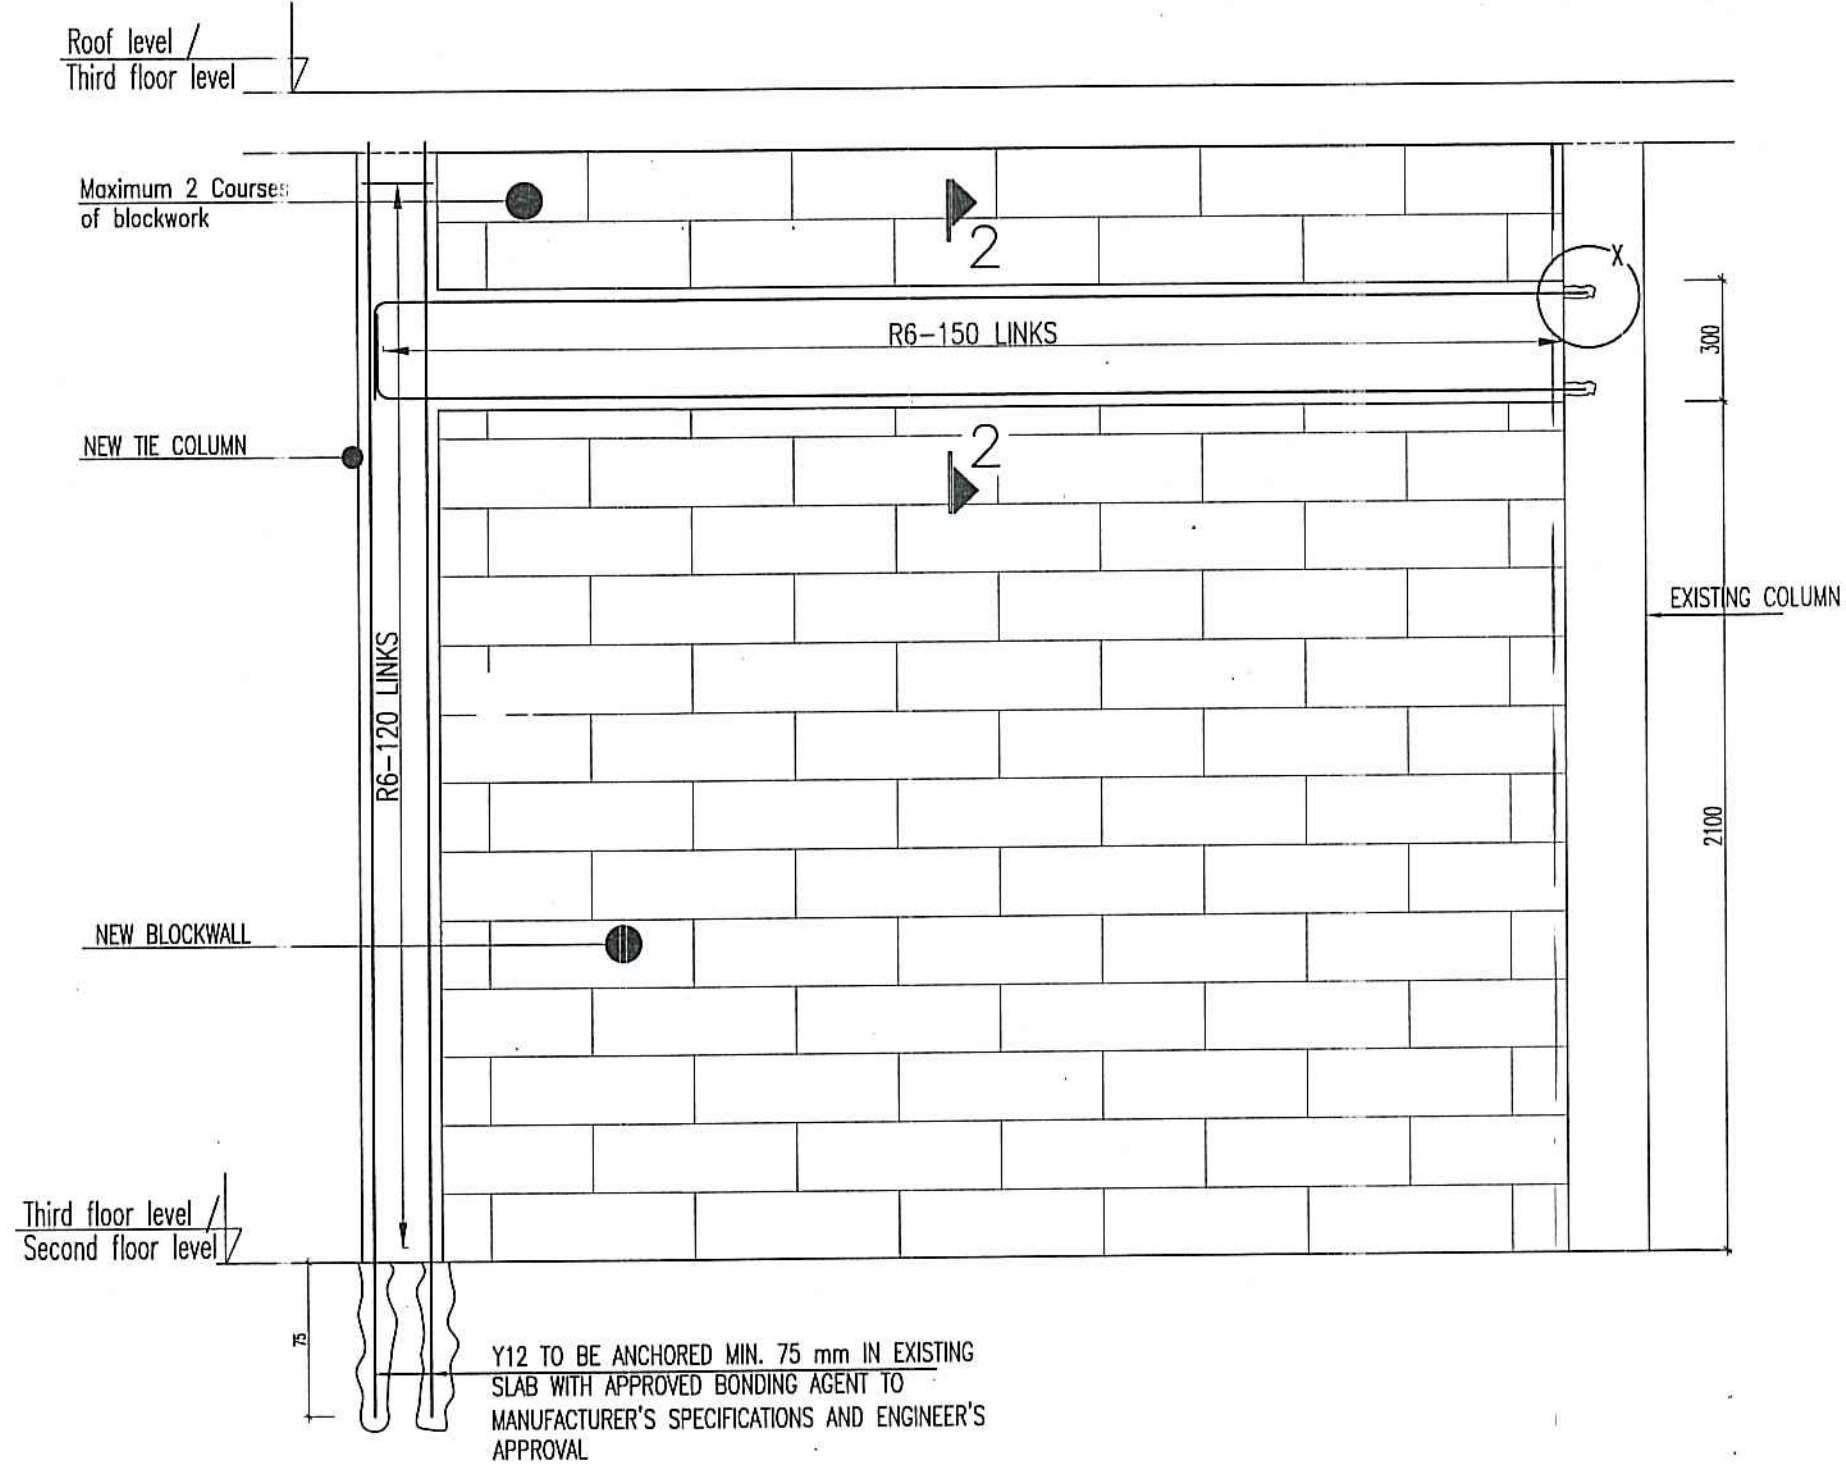 Roof level /
Third floor level
Maximum 2 Courses
of blockwork
2
X
R6-150 LINKS
300
NEW TIE COLUMN
2
EXISTING COLUMN
R6-120 LINKS
2100
NEW BLOCKWALL
Third floor level /
Second floor level
75
Y12 TO BE ANCHORED MIN. 75 mm IN EXISTING
SLAB WITH APPROVED BONDING AGENT TO
MANUFACTURER'S SPECIFICATIONS AND ENGINEER'S
APPROVAL